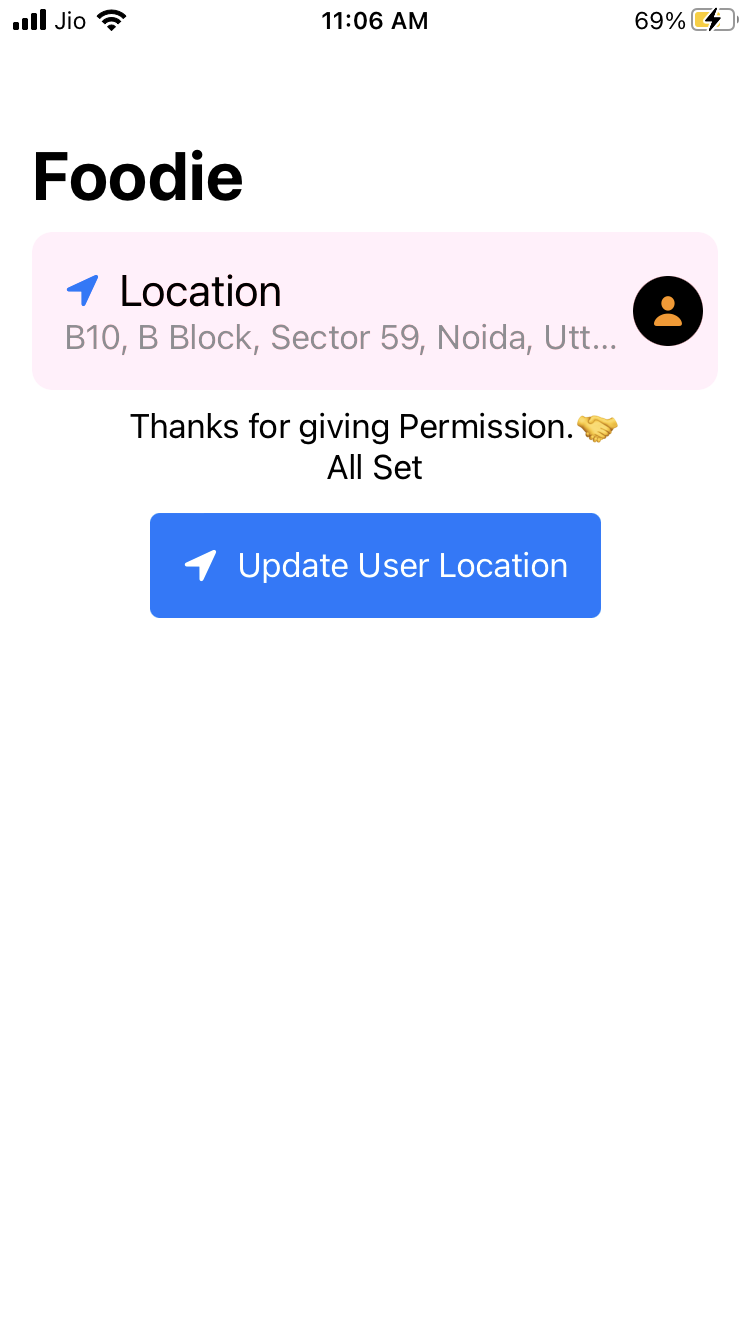 Jio 11:06 AM 69%
Foodie
Location
B10, B Block, Sector 59, Noida, Utt...
Thanks for giving Permission.🤝
All Set
Update User Location